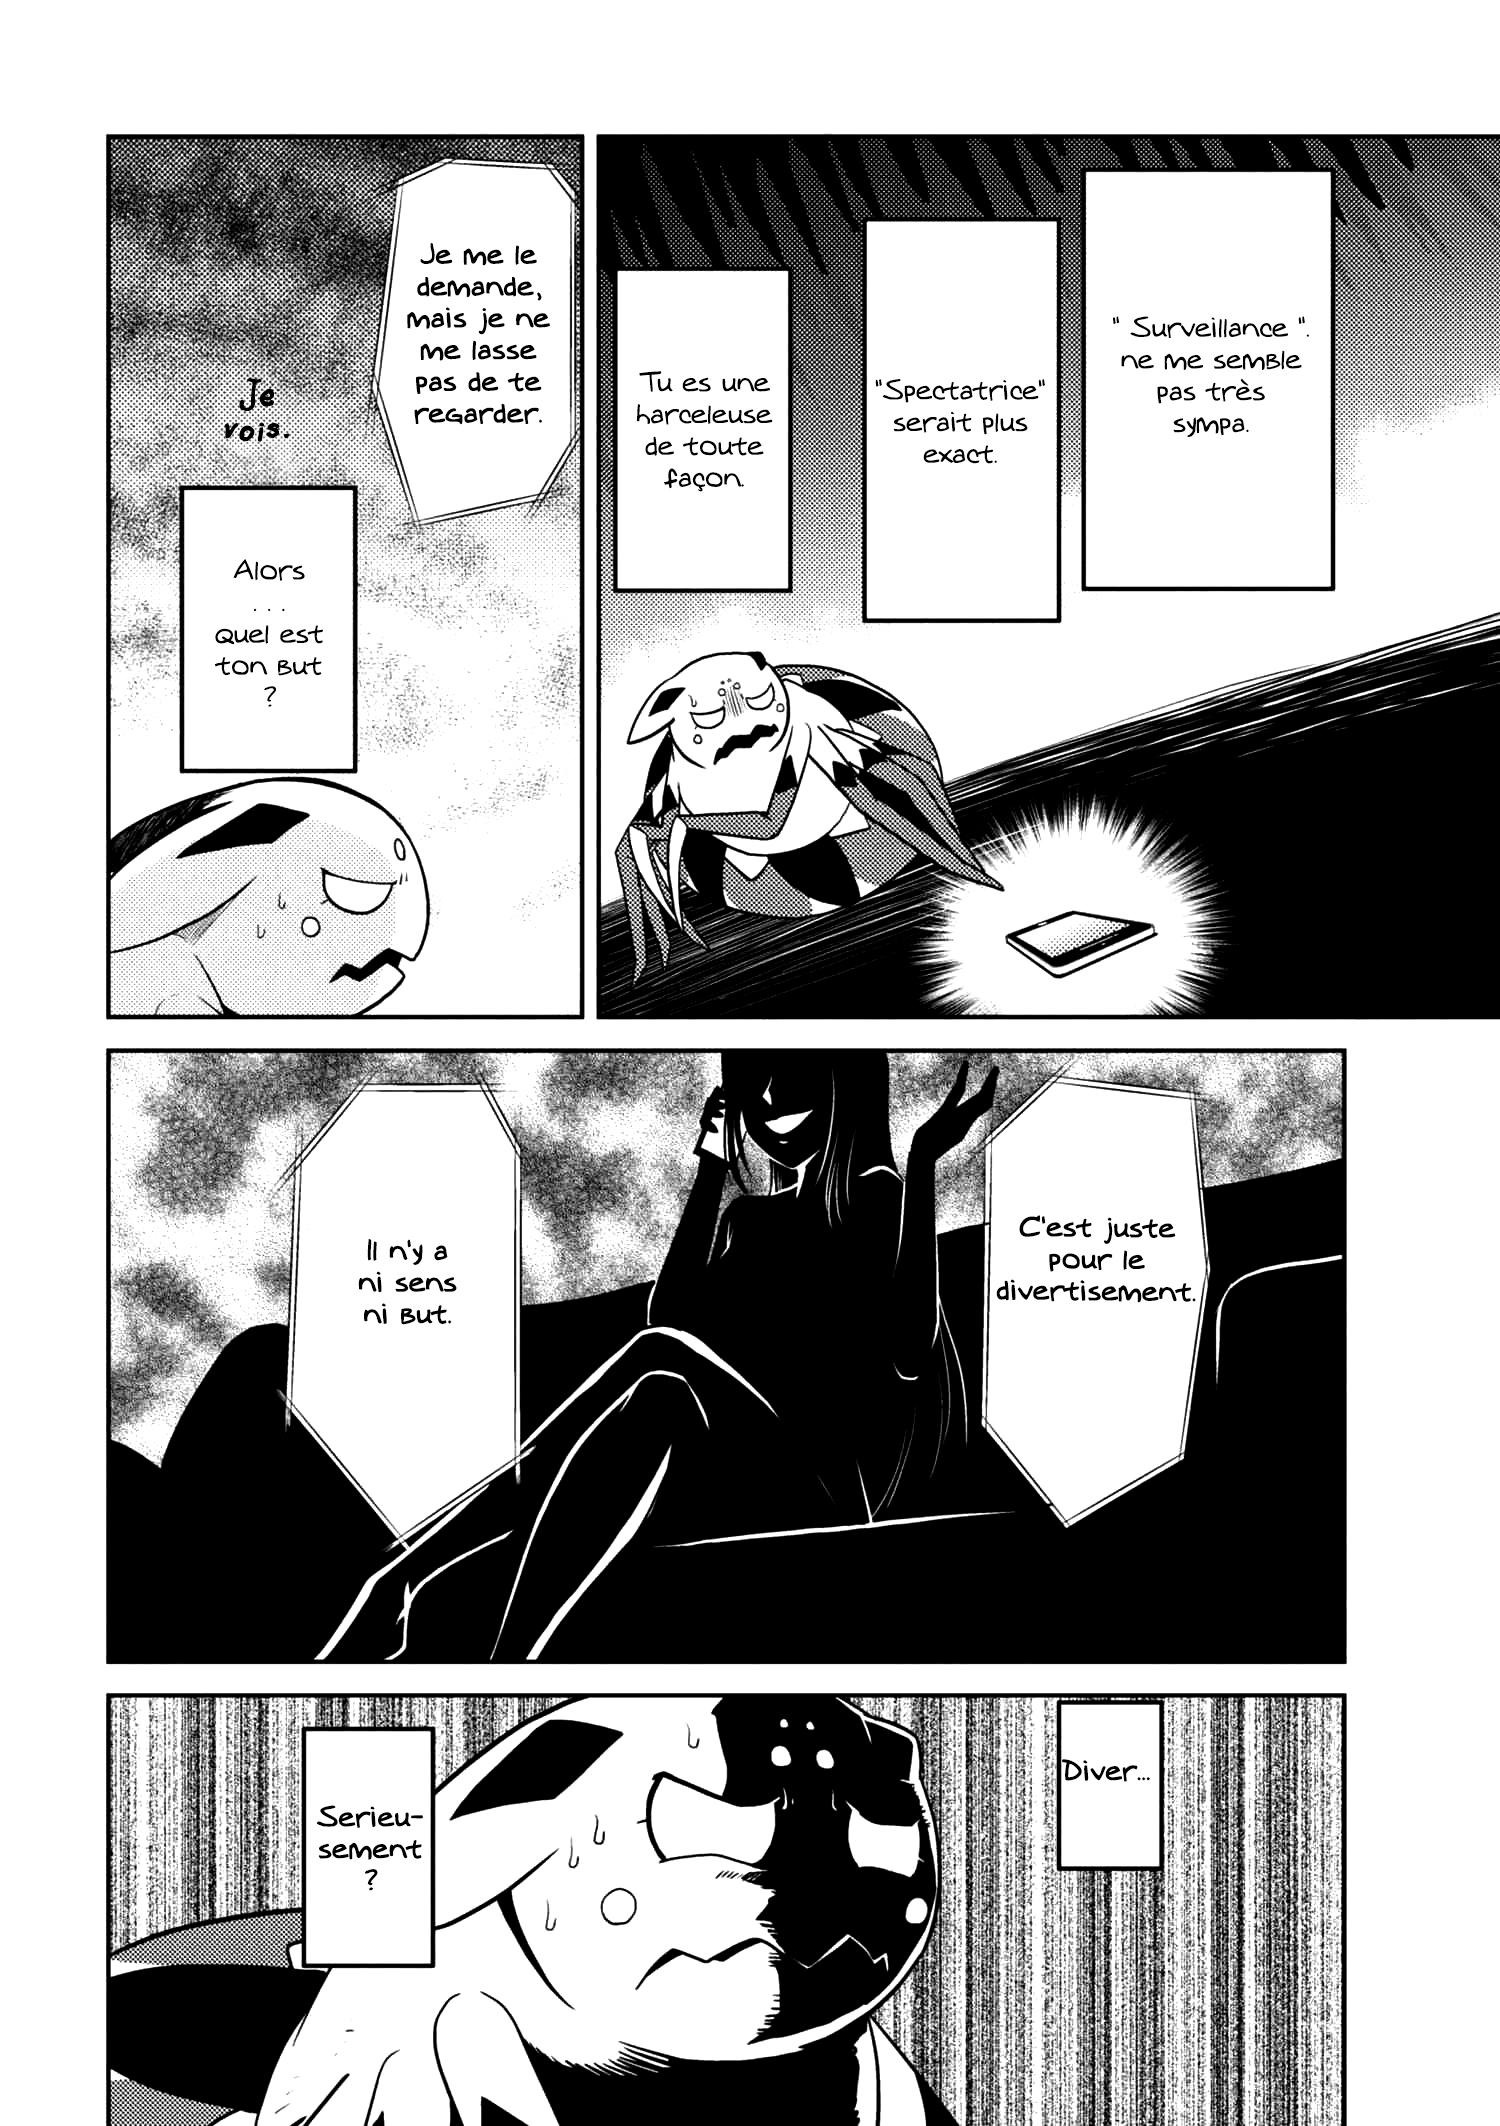 " Surveillance ".
ne me semble
pas très
sympa.
"Spectatrice"
serait plus
exact.
Tu es une
harceleuse
de toute
façon.
Je me le
demande,
mais je ne
me lasse
pas de te
regarder.
Je
vois.
Alors
...
quel est
ton but
?
C'est juste
pour le
divertisement.
Il n'y a
ni sens
ni but.
Diver...
Serieu-
sement
?